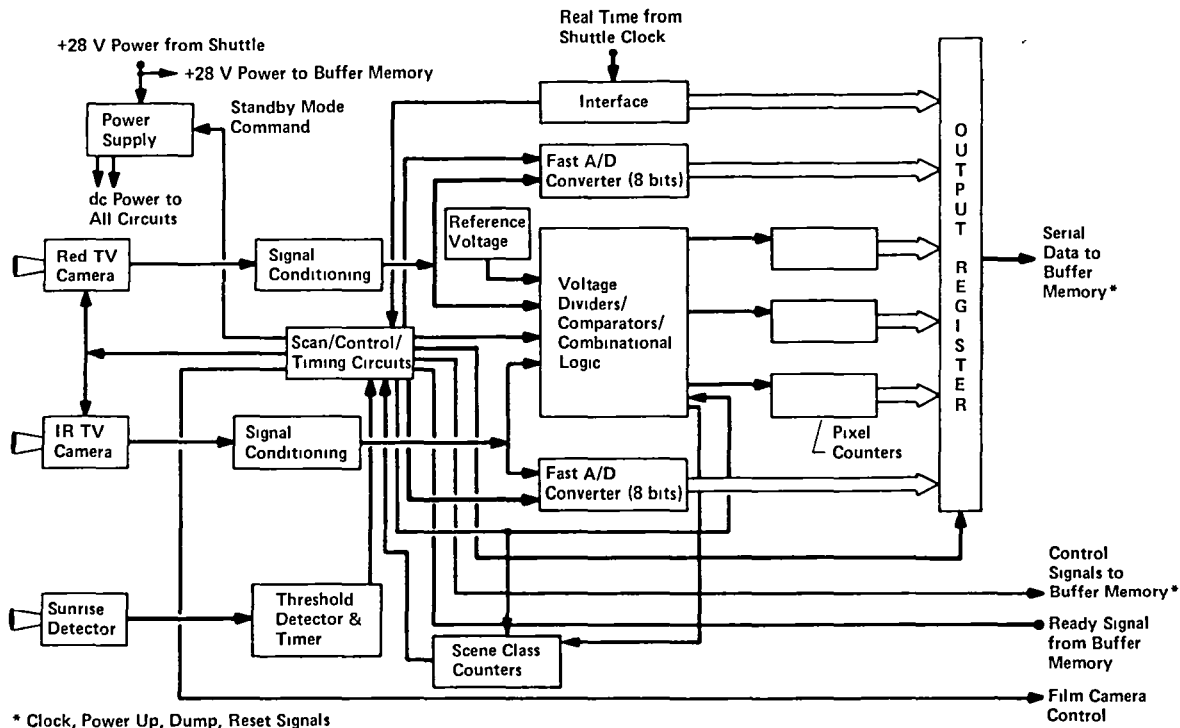 Real Time from
Shuttle Clock
+28 V Power from Shuttle
+28 V Power to Buffer Memory
Standby Mode
Command
Power
Supply
Interface
dc Power to
All Circuits
Fast A/D
Converter (8 bits)
Reference
Voltage
Red TV
Camera
Signal
Conditioning
Voltage
Dividers/
Comparators/
Combinational
Logic
OUTPUT REGISTER
Serial
Data to
Buffer
Memory*
Scan/Control/
Timing Circuits
IR TV
Camera
Signal
Conditioning
Pixel
Counters
Fast A/D
Converter (8 bits)
Control
Signals to
Buffer Memory*
Sunrise
Detector
Threshold
Detector &
Timer
Scene Class
Counters
Ready Signal
from Buffer
Memory
Film Camera
Control
* Clock, Power Up, Dump, Reset Signals